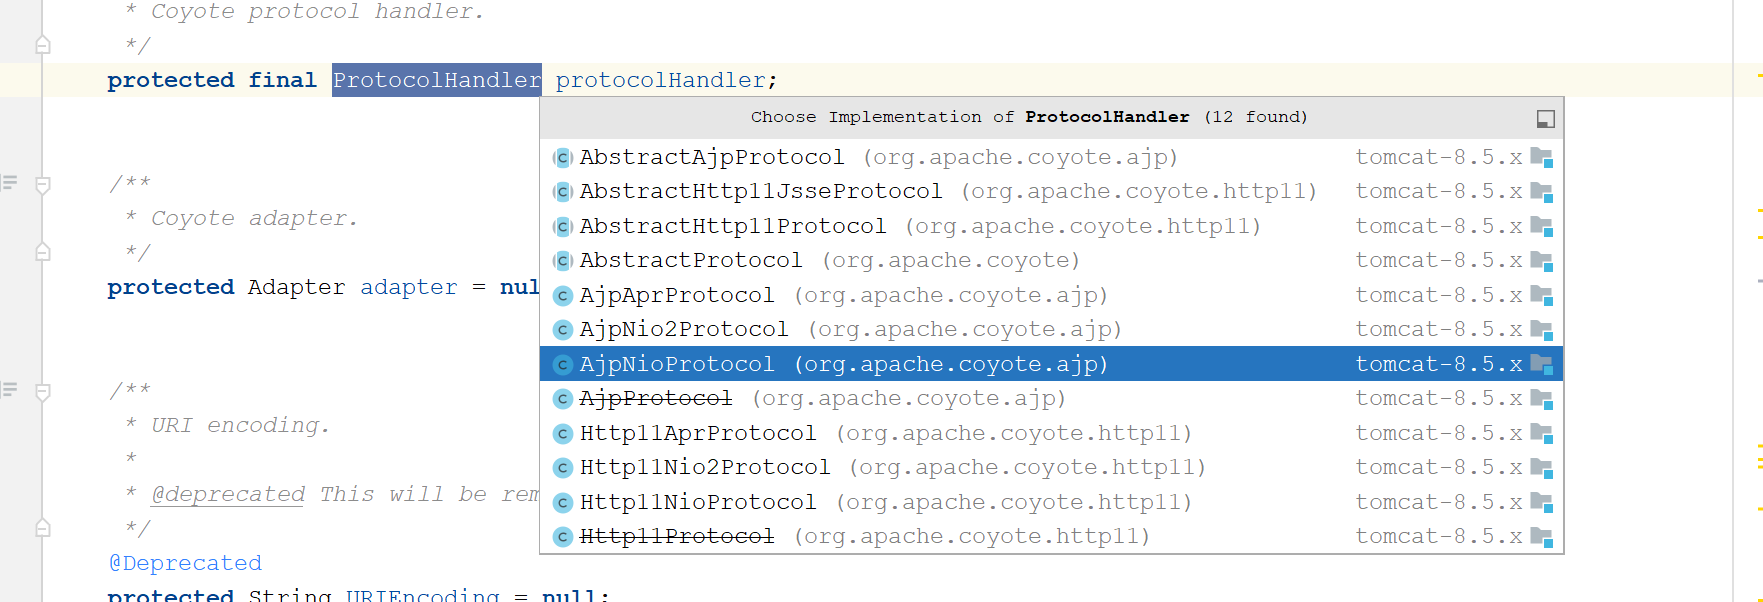 * Coyote protocol handler.
*/
protected final ProtocolHandler protocolHandler;
Choose Implementation of ProtocolHandler (12 found)
AbstractAjpProtocol (org.apache.coyote.ajp) tomcat-8.5.x
/**
AbstractHttp11JsseProtocol (org.apache.coyote.http11) tomcat-8.5.x
* Coyote adapter.
AbstractHttp11Protocol (org.apache.coyote.http11) tomcat-8.5.x
*/
AbstractProtocol (org.apache.coyote) tomcat-8.5.x
protected Adapter adapter = nul
AjpAprProtocol (org.apache.coyote.ajp) tomcat-8.5.x
AjpNio2Protocol (org.apache.coyote.ajp) tomcat-8.5.x
AjpNioProtocol (org.apache.coyote.ajp) tomcat-8.5.x
/**
AjpProtocol (org.apache.coyote.ajp) tomcat-8.5.x
* URI encoding.
Http11AprProtocol (org.apache.coyote.http11) tomcat-8.5.x
*
Http11Nio2Protocol (org.apache.coyote.http11) tomcat-8.5.x
* @deprecated This will be rem
Http11NioProtocol (org.apache.coyote.http11) tomcat-8.5.x
*/
Http11Protocol (org.apache.coyote.http11) tomcat-8.5.x
@Deprecated
protected String URIEncoding = null;